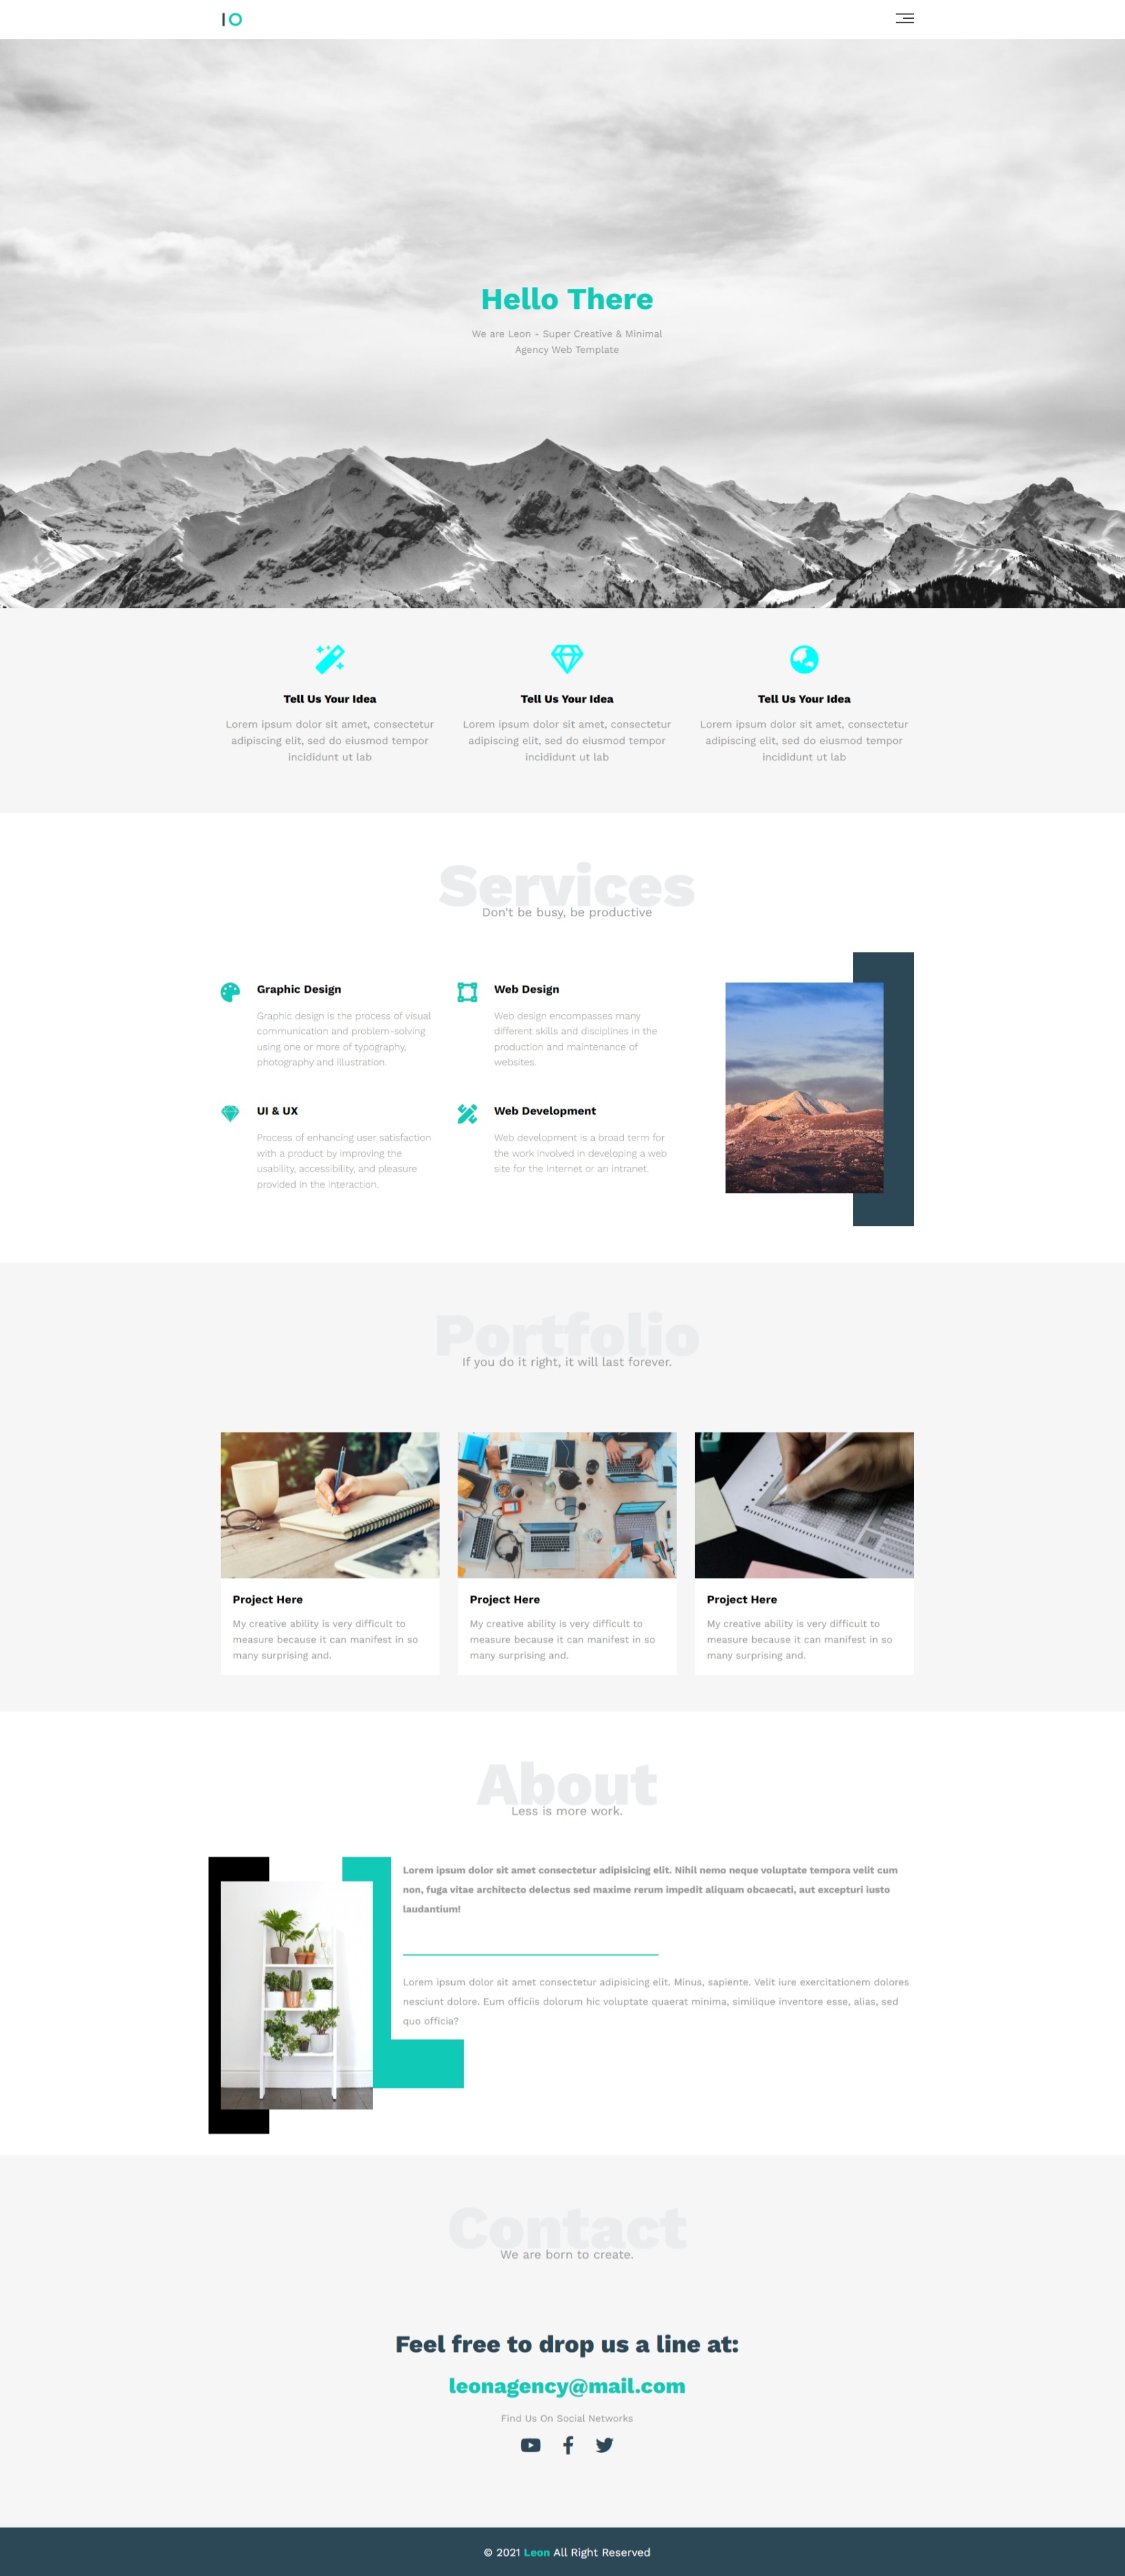 IO
Hello There
We are Leon - Super Creative & Minimal
Agency Web Template
Tell Us Your Idea
Lorem ipsum dolor sit amet, consectetur
adipiscing elit, sed do eiusmod tempor
incididunt ut lab
Tell Us Your Idea
Lorem ipsum dolor sit amet, consectetur
adipiscing elit, sed do eiusmod tempor
incididunt ut lab
Tell Us Your Idea
Lorem ipsum dolor sit amet, consectetur
adipiscing elit, sed do eiusmod tempor
incididunt ut lab
Services
Don't be busy, be productive
Graphic Design
Graphic design is the process of visual
communication and problem-solving
using one or more of typography,
photography and illustration.
Web Design
Web design encompasses many
different skills and disciplines in the
production and maintenance of
websites.
UI & UX
Process of enhancing user satisfaction
with a product by improving the
usability, accessibility, and pleasure
provided in the interaction.
Web Development
Web development is a broad term for
the work involved in developing a web
site for the Internet or an intranet.
Portfolio
If you do it right, it will last forever.
Project Here
My creative ability is very difficult to
measure because it can manifest in so
many surprising and.
Project Here
My creative ability is very difficult to
measure because it can manifest in so
many surprising and.
Project Here
My creative ability is very difficult to
measure because it can manifest in so
many surprising and.
About
Less is more work.
Lorem ipsum dolor sit amet consectetur adipisicing elit. Nihil nemo neque voluptate tempora velit cum
non, fuga vitae architecto delectus sed maxime rerum impedit aliquam obcaecati, aut excepturi iusto
laudantium!
Lorem ipsum dolor sit amet consectetur adipisicing elit. Minus, sapiente. Velit iure exercitationem dolores
nesciunt dolore. Eum officiis dolorum hic voluptate quaerat minima, similique inventore esse, alias, sed
quo officia?
Contact
We are born to create.
Feel free to drop us a line at:
leonagency@mail.com
Find Us On Social Networks
© 2021 Leon All Right Reserved